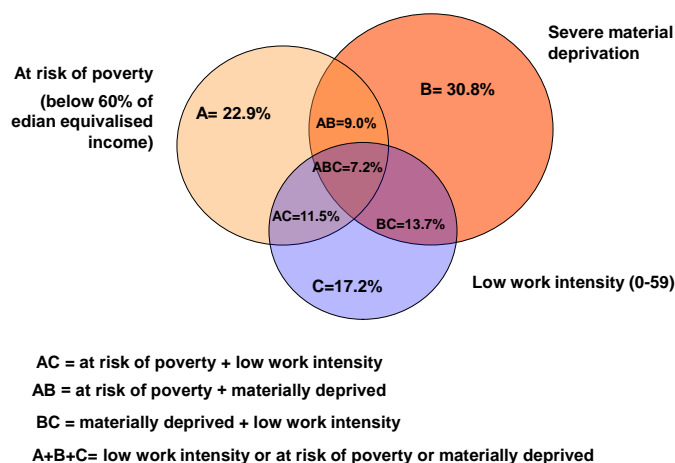 Severe material
deprivation
At risk of poverty
(below 60% of
edian equivalised
income)
A= 22.9%
B= 30.8%
AB=9.0%
ABC=7.2%
AC=11.5%
BC=13.7%
C=17.2%
Low work intensity (0-59)
AC = at risk of poverty + low work intensity
AB = at risk of poverty + materially deprived
BC = materially deprived + low work intensity
A+B+C= low work intensity or at risk of poverty or materially deprived